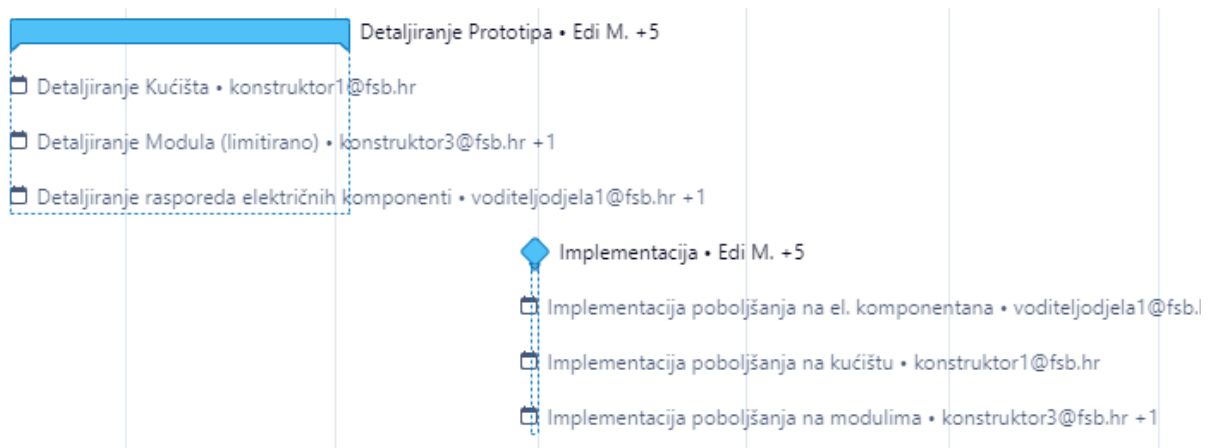 Detaljiranje Prototipa • Edi M. +5
Detaljiranje Kućišta • konstruktor1@fsb.hr
Detaljiranje Modula (limitirano) • konstruktor3@fsb.hr +1
Detaljiranje rasporeda električnih komponenti • voditeljodjela1@fsb.hr +1
Implementacija • Edi M. +5
Implementacija poboljšanja na el. komponentana • voditeljodjela1@fsb.
Implementacija poboljšanja na kućištu • konstruktor1@fsb.hr
Implementacija poboljšanja na modulima • konstruktor3@fsb.hr +1